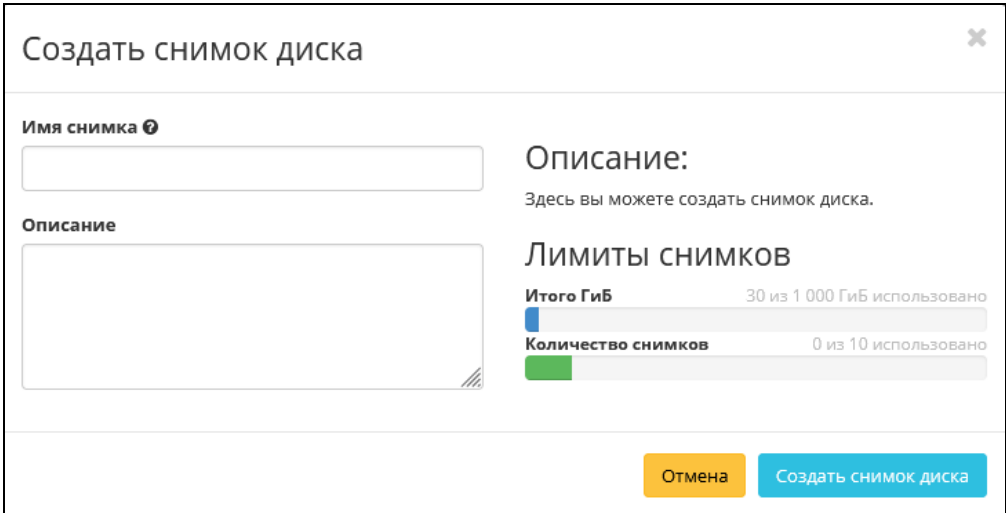 Создать снимок диска
Имя снимка
Описание
Описание:
Здесь вы можете создать снимок диска.
Лимиты снимков
Итого ГиБ 30 из 1 000 ГиБ использовано
Количество снимков 0 из 10 использовано
Отмена Создать снимок диска